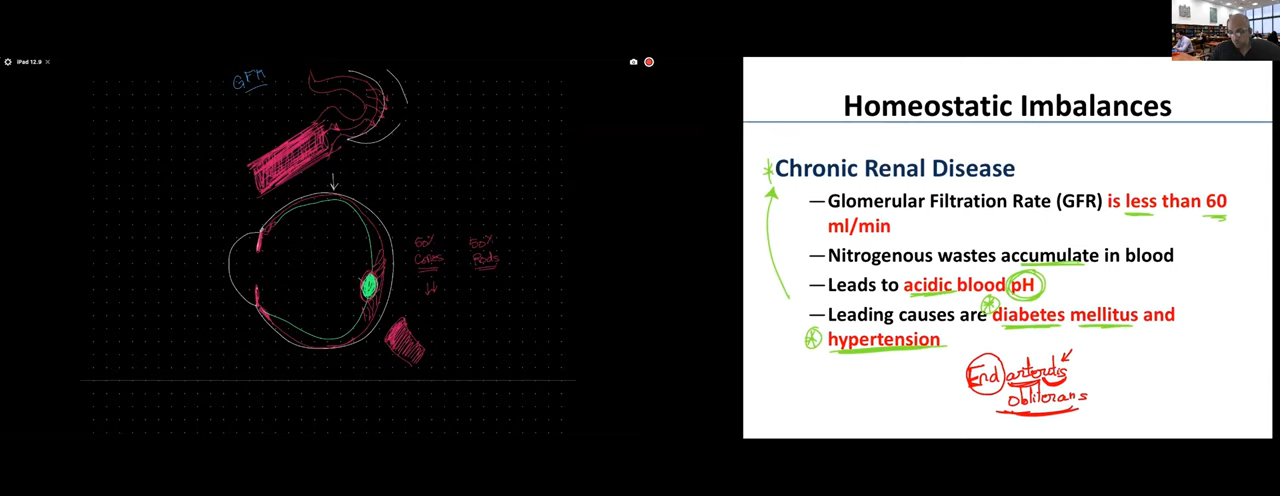 iPad 12.9
GFR
50% 50%
Cones Rods
Homeostatic Imbalances
Chronic Renal Disease
—Glomerular Filtration Rate (GFR) is less than 60
ml/min
—Nitrogenous wastes accumulate in blood
—Leads to acidic blood pH
—Leading causes are diabetes mellitus and
hypertension
Obliterans